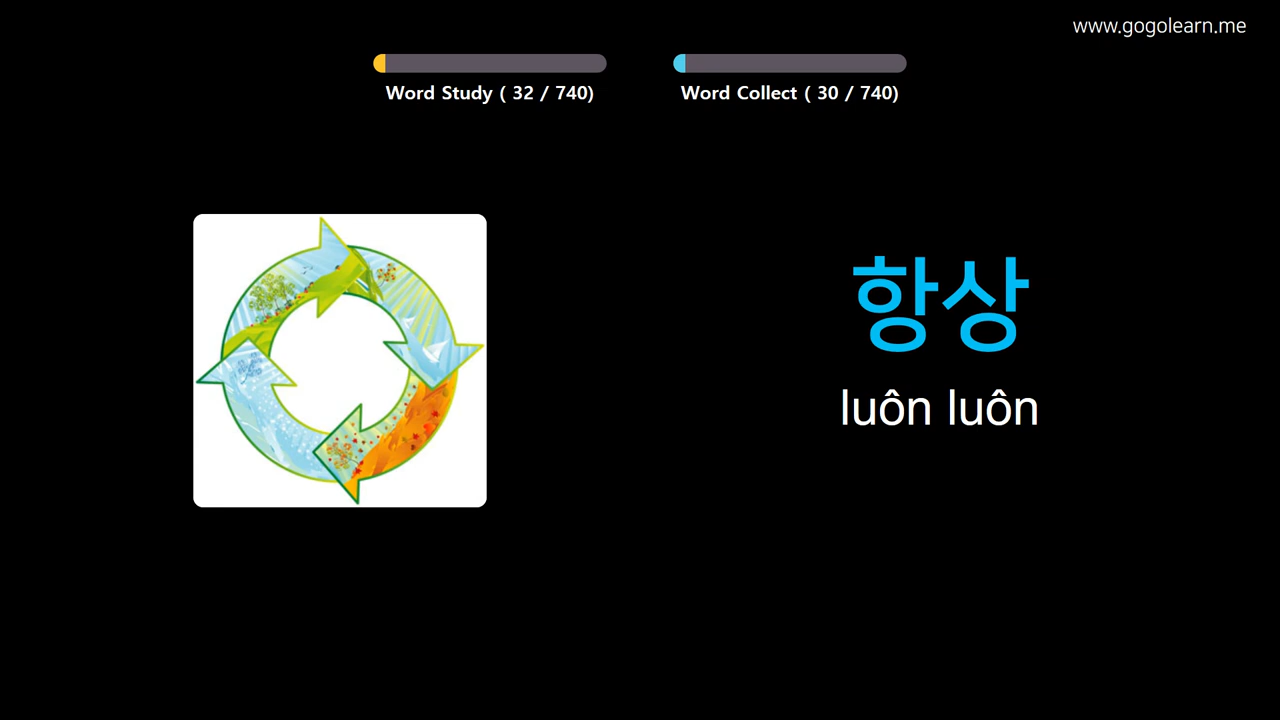 www.gogolearn.me
Word Study ( 32 / 740)
Word Collect ( 30 / 740)
항상
luôn luôn